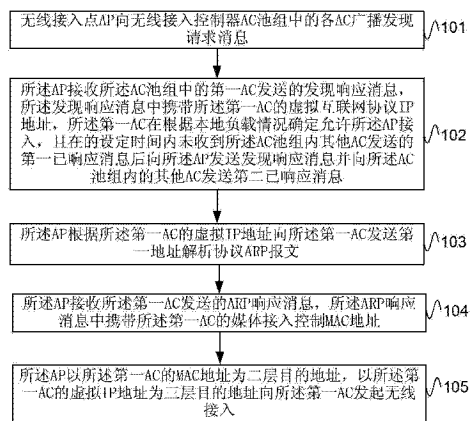 无线接入点AP向无线接入控制器AC池组中的各AC广播发现
请求消息
101
所述AP接收所述AC池组中的第一AC发送的发现响应消息,
所述发现响应消息中携带所述第一AC的虚拟互联网协议IP
地址,所述第一AC在根据本地负载情况确定允许所述AP接
入,且在的设定时间内未收到所述AC池组内其他AC发送的
第一已响应消息后向所述AP发送发现响应消息并向所述AC
池组内的其他AC发送第二已响应消息
102
所述AP根据所述第一AC的虚拟IP地址向所述第一AC发送第
一地址解析协议ARP报文
103
所述AP接收所述第一AC发送的ARP响应消息,所述ARP响应
消息中携带所述第一AC的媒体接入控制MAC地址
104
所述AP以所述第一AC的MAC地址为二层目的地址,以所述第
一AC的虚拟IP地址为三层目的地址向所述第一AC发起无线
接入
105